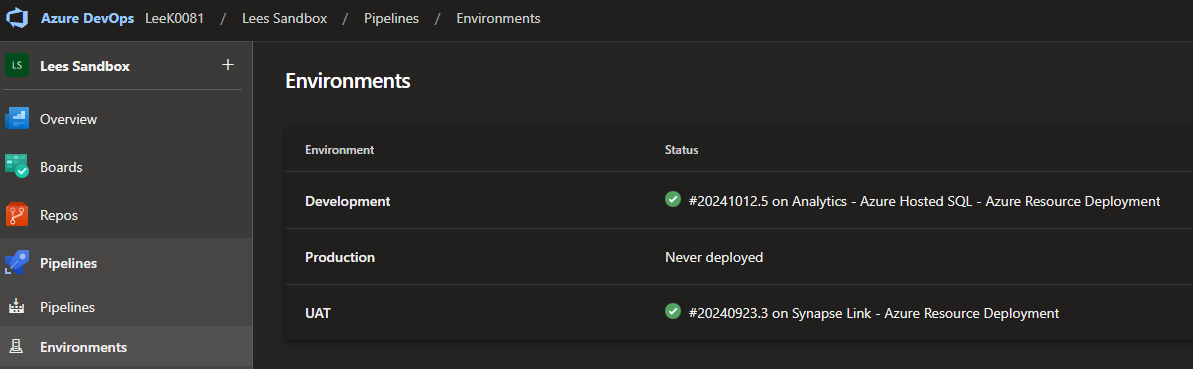 Azure DevOps LeeK0081 / Lees Sandbox / Pipelines / Environments
LS Lees Sandbox +
Overview
Boards
Repos
Pipelines
Pipelines
Environments
Environments
Environment Status
Development #20241012.5 on Analytics - Azure Hosted SQL - Azure Resource Deployment
Production Never deployed
UAT #20240923.3 on Synapse Link - Azure Resource Deployment